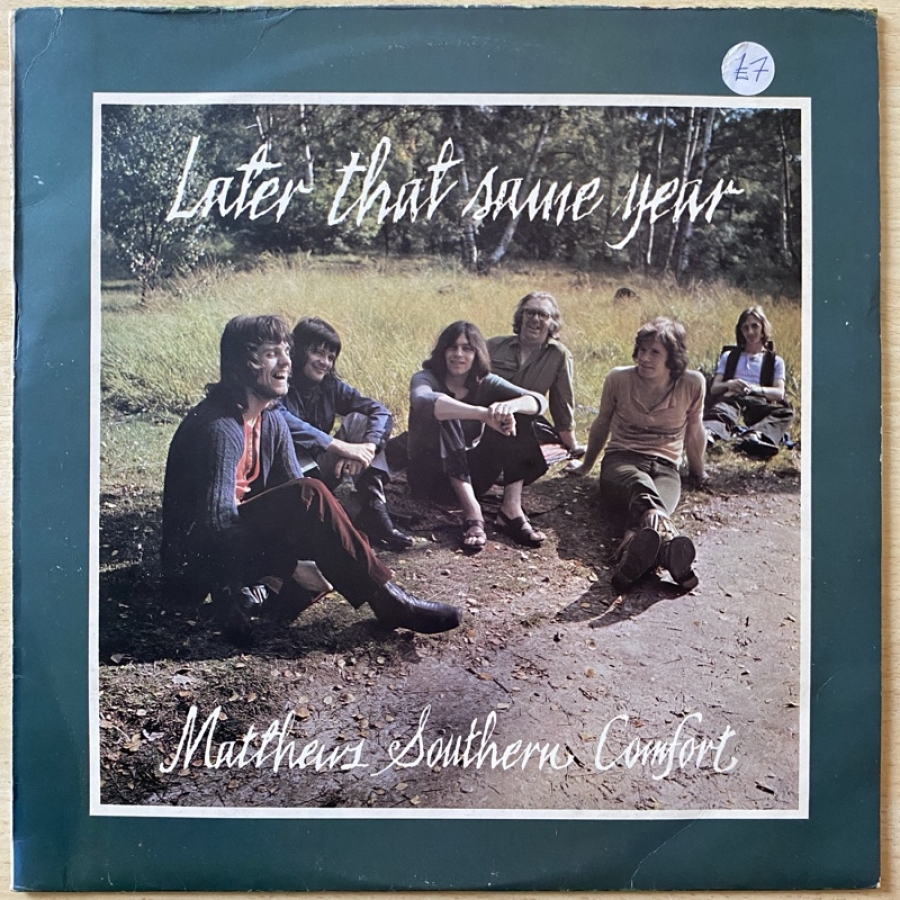 £7
Later that same year
Matthews Southern Comfort